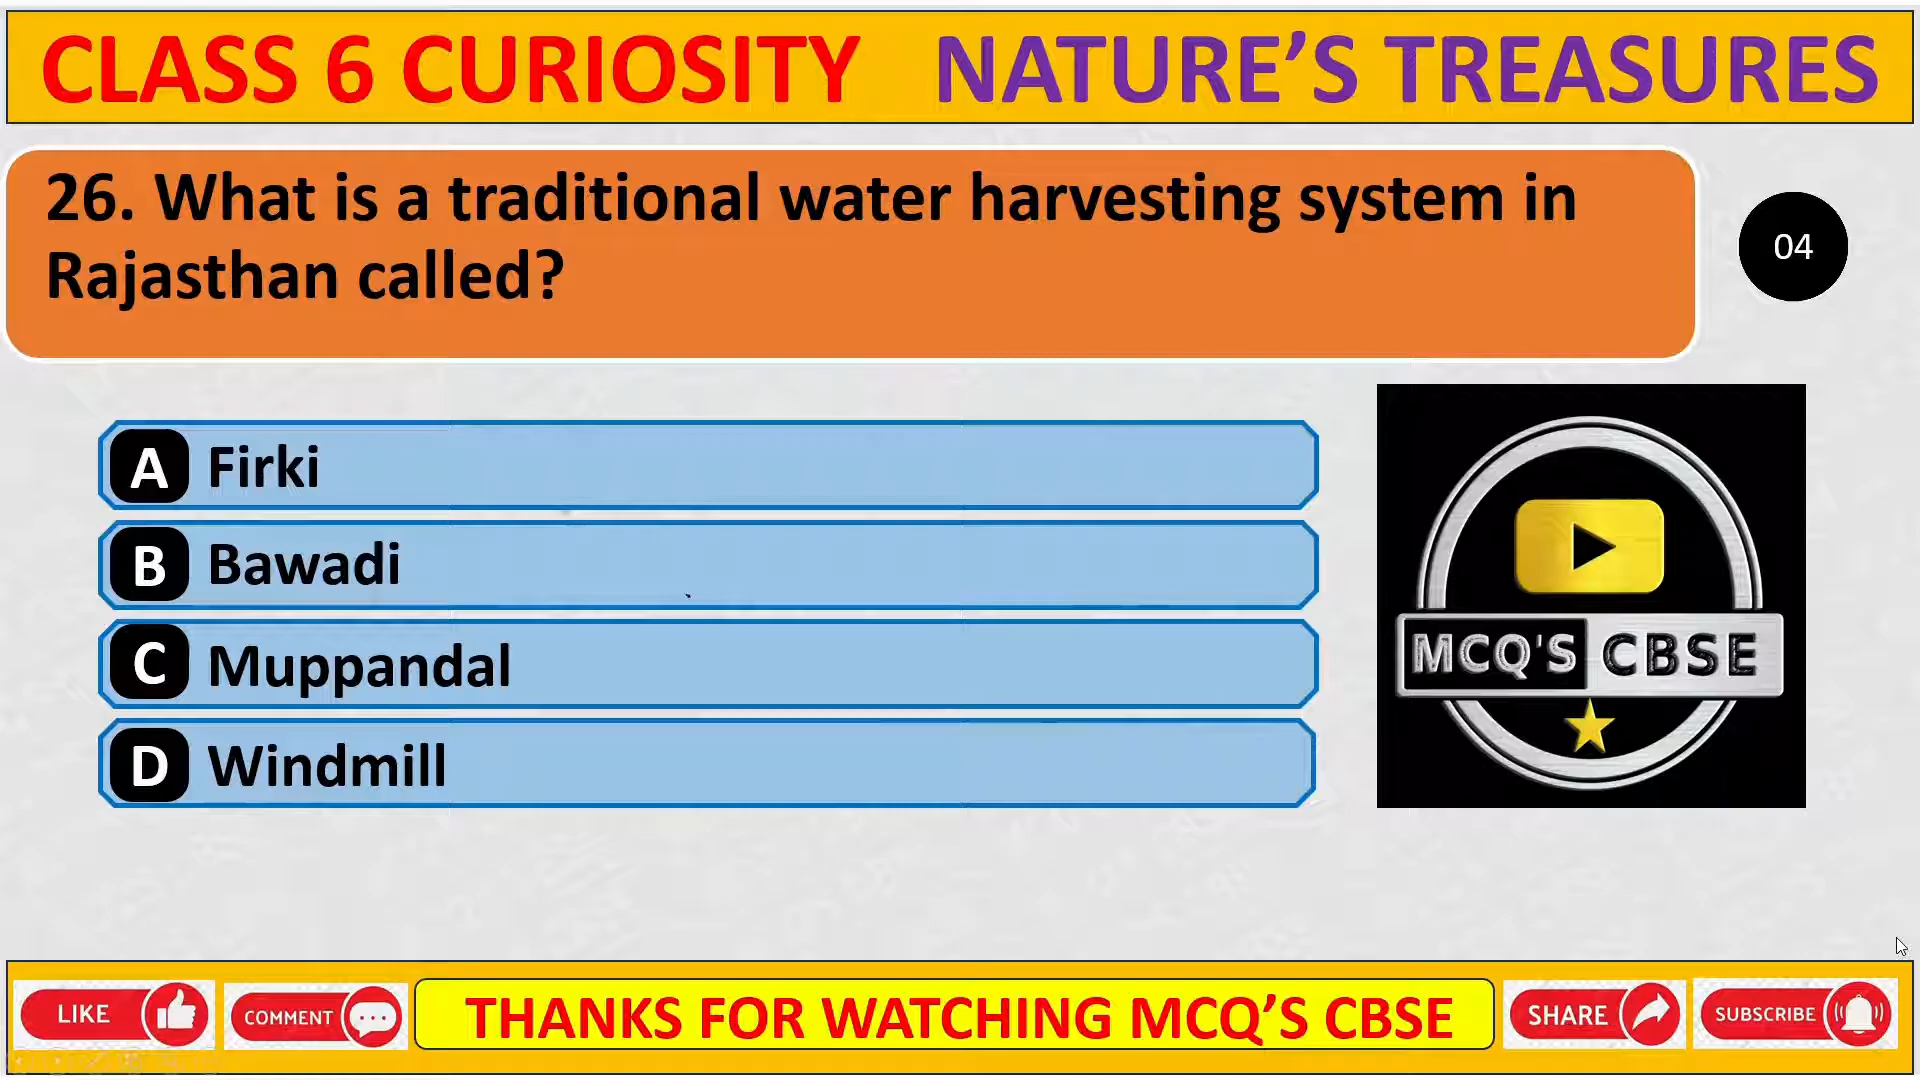 CLASS 6 CURIOSITY NATURE’S TREASURES
26. What is a traditional water harvesting system in
Rajasthan called?
04
A Firki
B Bawadi
C Muppandal
D Windmill
MCQ'S CBSE
LIKE
COMMENT
THANKS FOR WATCHING MCQ’S CBSE
SHARE
SUBSCRIBE